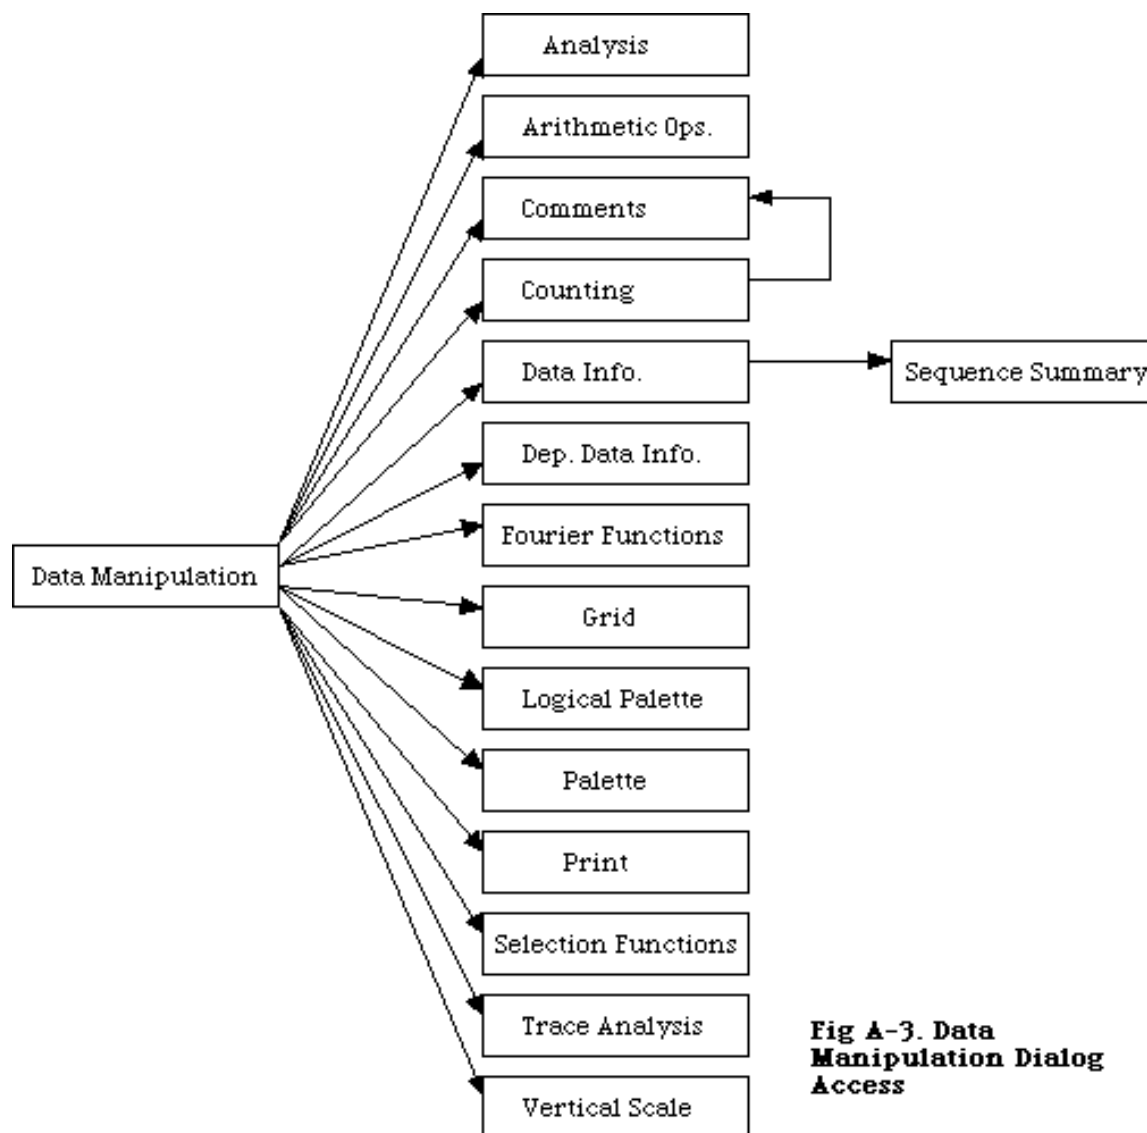 Analysis
Arithmetic Ops.
Comments
Counting
Data Info.
Sequence Summary
Dep. Data Info.
Fourier Functions
Data Manipulation
Grid
Logical Palette
Palette
Print
Selection Functions
Trace Analysis
Vertical Scale
Fig A-3. Data
Manipulation Dialog
Access